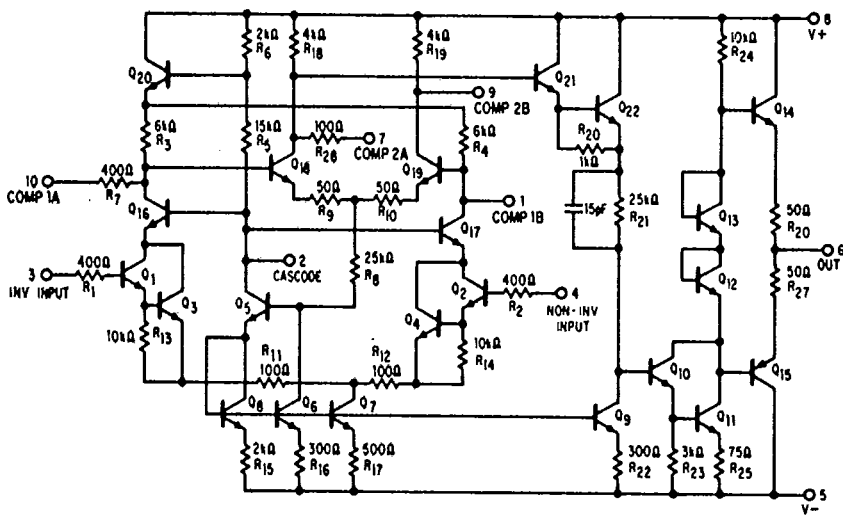 2kΩ
R6
4kΩ
R18
4kΩ
R19
10kΩ
R24
8
V+
Q20
Q21
Q22
Q14
9
COMP 2B
6kΩ
R3
15kΩ
R5
100Ω
R28
7
COMP 2A
6kΩ
R4
R20
1kΩ
10
COMP 1A
400Ω
R7
Q18
Q19
50Ω
R9
50Ω
R10
1
COMP 1B
15pF
25kΩ
R21
Q13
50Ω
R20
6
OUT
Q16
Q17
25kΩ
R8
2
CASCODE
3
INV INPUT
400Ω
R1
Q1
Q3
Q5
Q4
Q2
400Ω
R2
4
NON-INV
INPUT
Q12
50Ω
R27
10kΩ
R13
R11
100Ω
R12
100Ω
10kΩ
R14
Q10
Q15
Q8
Q6
Q7
Q9
Q11
2kΩ
R15
300Ω
R16
500Ω
R17
300Ω
R22
3kΩ
R23
75Ω
R25
5
V-